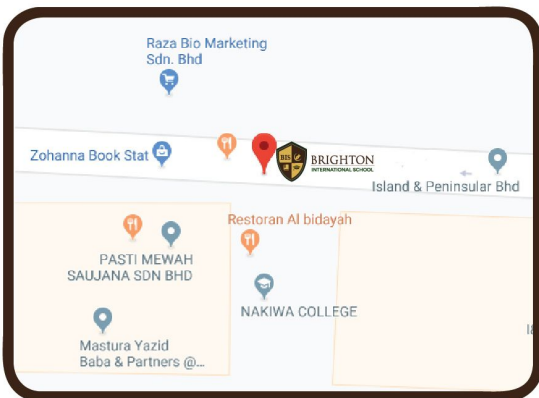 Raza Bio Marketing
Sdn. Bhd
Zohanna Book Stat
BIS
BRIGHTON
INTERNATIONAL SCHOOL
Island & Peninsular Bhd
Restoran Al bidayah
PASTI MEWAH
SAUJANA SDN BHD
NAKIWA COLLEGE
Mastura Yazid
Baba & Partners @...